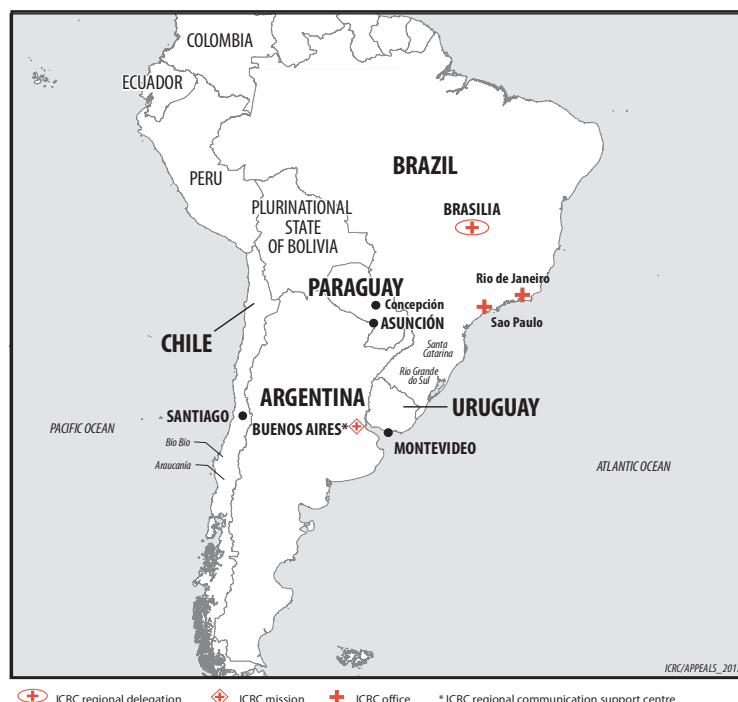 COLOMBIA
ECUADOR
PERU
BRAZIL
BRASILIA
PLURINATIONAL
STATE
OF BOLIVIA
PARAGUAY
Rio de Janeiro
Concepción
Sao Paulo
ASUNCIÓN
CHILE
Santa
Catarina
Rio Grande
do Sul
ARGENTINA
URUGUAY
SANTIAGO
BUENOS AIRES*
PACIFIC OCEAN
MONTEVIDEO
Bío Bío
Araucanía
ATLANTIC OCEAN
ICRC/APPEALS_201
ICRC regional delegation
ICRC mission
ICRC office
* ICRC regional communication support centre